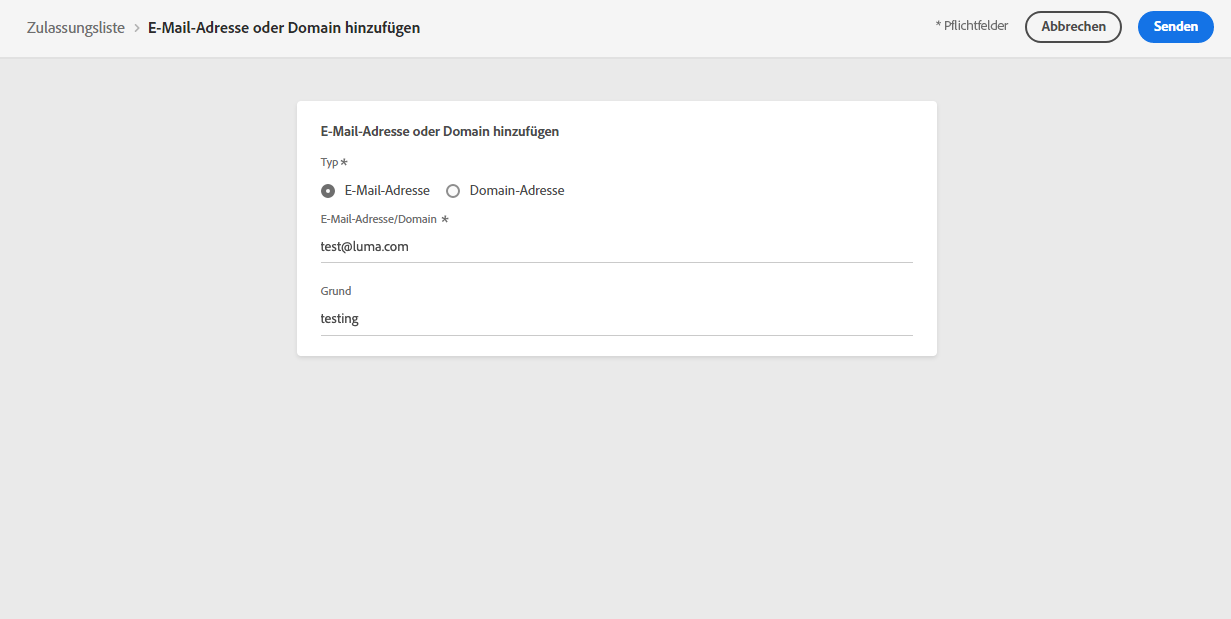 Zulassungsliste > E-Mail-Adresse oder Domain hinzufügen
* Pflichtfelder Abbrechen Senden
E-Mail-Adresse oder Domain hinzufügen
Typ *
E-Mail-Adresse Domain-Adresse
E-Mail-Adresse/Domain *
test@luma.com
Grund
testing